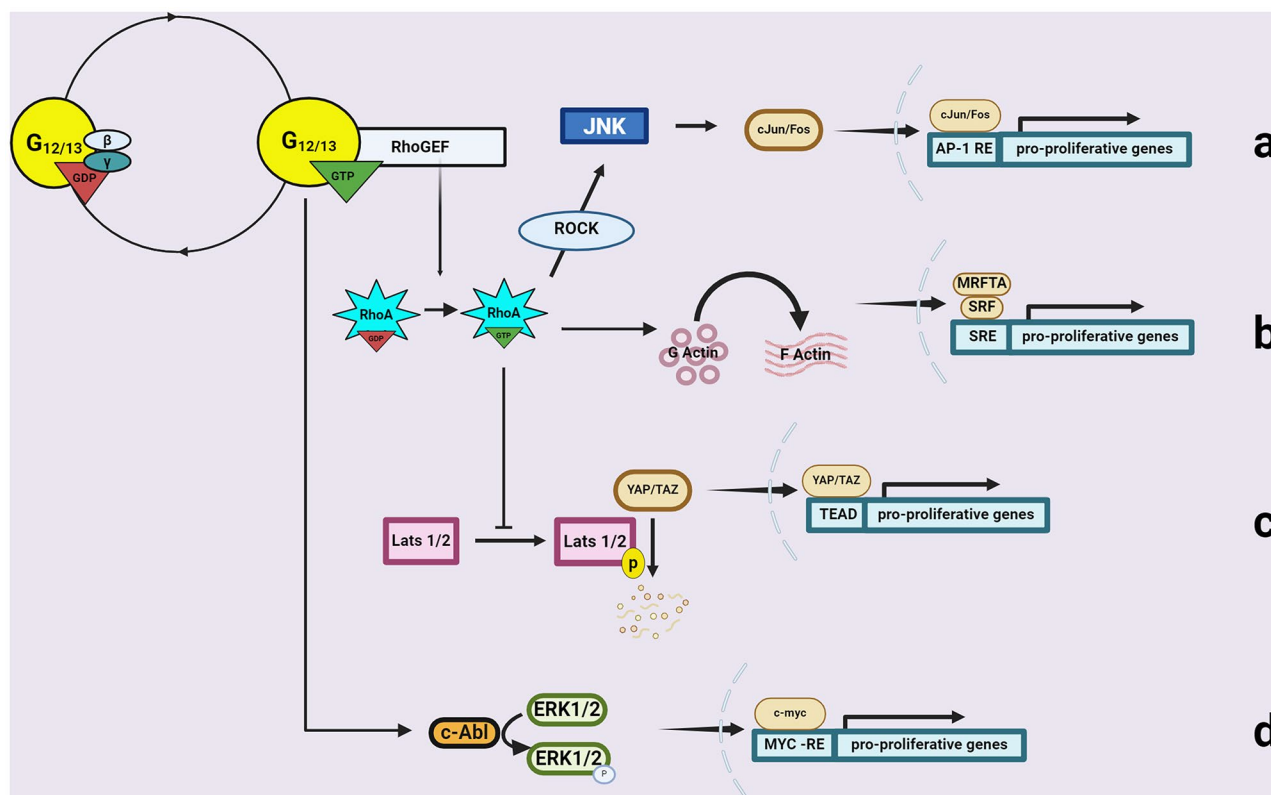 G12/13
β
γ
GDP
G12/13
GTP
RhoGEF
JNK
cJun/Fos
cJun/Fos
AP-1 RE
pro-proliferative genes
a
ROCK
RhoA
GDP
RhoA
GTP
G Actin
F Actin
MRFTA
SRF
SRE
pro-proliferative genes
b
YAP/TAZ
YAP/TAZ
TEAD
pro-proliferative genes
Lats 1/2
Lats 1/2
p
c
c-Abl
ERK1/2
ERK1/2
P
c-myc
MYC -RE
pro-proliferative genes
d